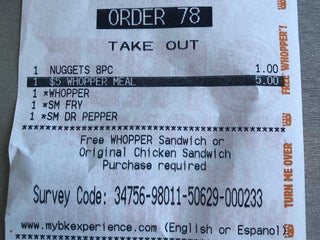 ORDER 78
TAKE OUT
1 NUGGETS 8PC 1.00
1 $5 WHOPPER MEAL 5.00
1 *WHOPPER
1 *SM FRY
1 *SM DR PEPPER
Free WHOPPER Sandwich or
Original Chicken Sandwich
Purchase required
Survey Code: 34756-98011-50629-000233
www.mybkexperience.com (English or Espanol)
FREE WHOPPER!
TURN ME OVER